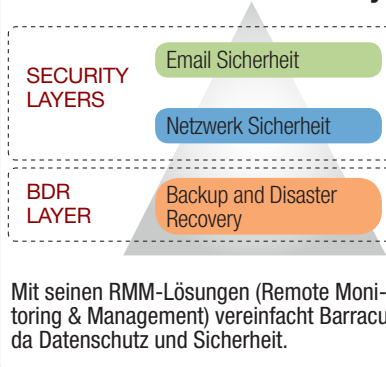 SECURITY
LAYERS
Email Sicherheit
Netzwerk Sicherheit
BDR
LAYER
Backup and Disaster
Recovery
Mit seinen RMM-Lösungen (Remote Moni-
toring & Management) vereinfacht Barracu
da Datenschutz und Sicherheit.